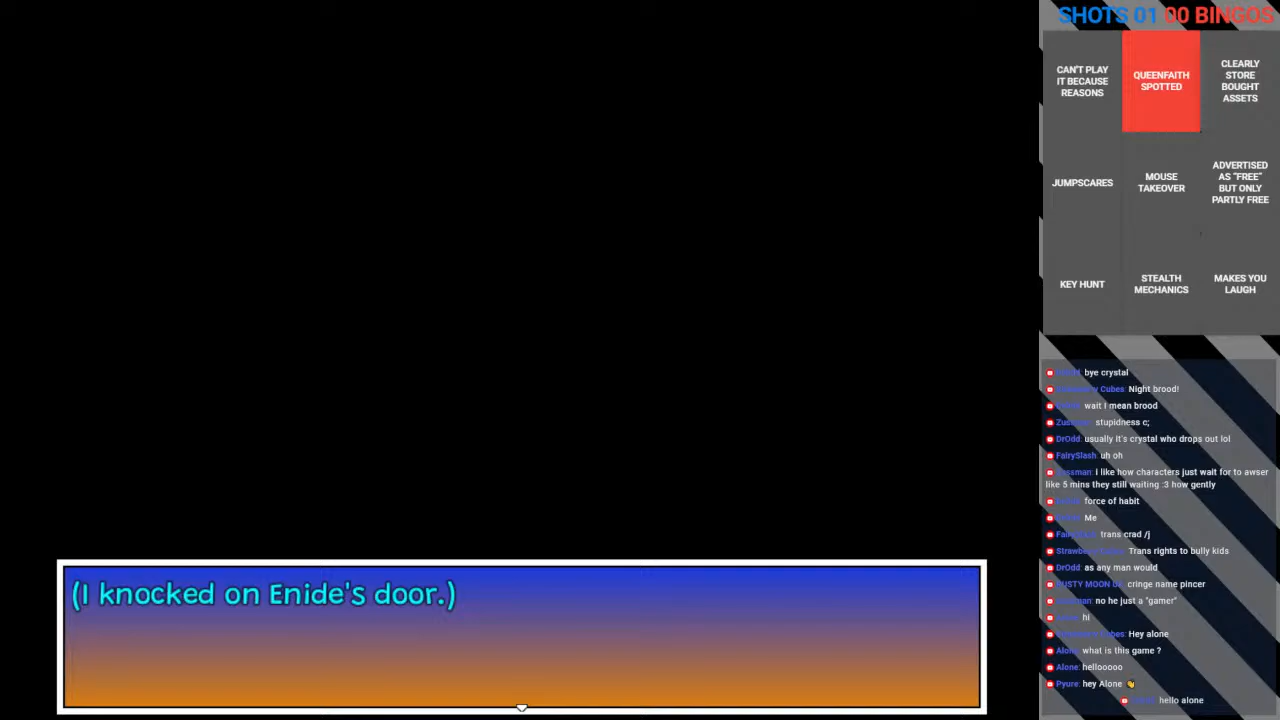 SHOTS 01 00 BINGOS
CAN'T PLAY
IT BECAUSE
REASONS
QUEENFAITH
SPOTTED
CLEARLY
STORE
BOUGHT
ASSETS
JUMPSCARES
MOUSE
TAKEOVER
ADVERTISED
AS "FREE"
BUT ONLY
PARTLY FREE
KEY HUNT
STEALTH
MECHANICS
MAKES YOU
LAUGH
bye crystal
Cubes: Night brood!
wait I mean brood
stupidness c;
DrOdd: usually it's crystal who drops out lol
FairySlash: uh oh
i like how characters just wait for to awser
like 5 mins they still waiting :3 how gently
force of habit
Me
trans crad /j
Trans rights to bully kids
DrOdd: as any man would
MOON cringe name pincer
no he just a "gamer"
hi
Hey alone
Alone: what is this game ?
Alone: hellooooo
Pyure: hey Alone 👋
hello alone
(I knocked on Enide's door.)